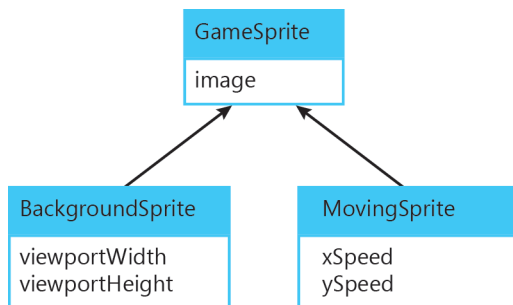 GameSprite
image
BackgroundSprite
viewportWidth
viewportHeight
MovingSprite
xSpeed
ySpeed